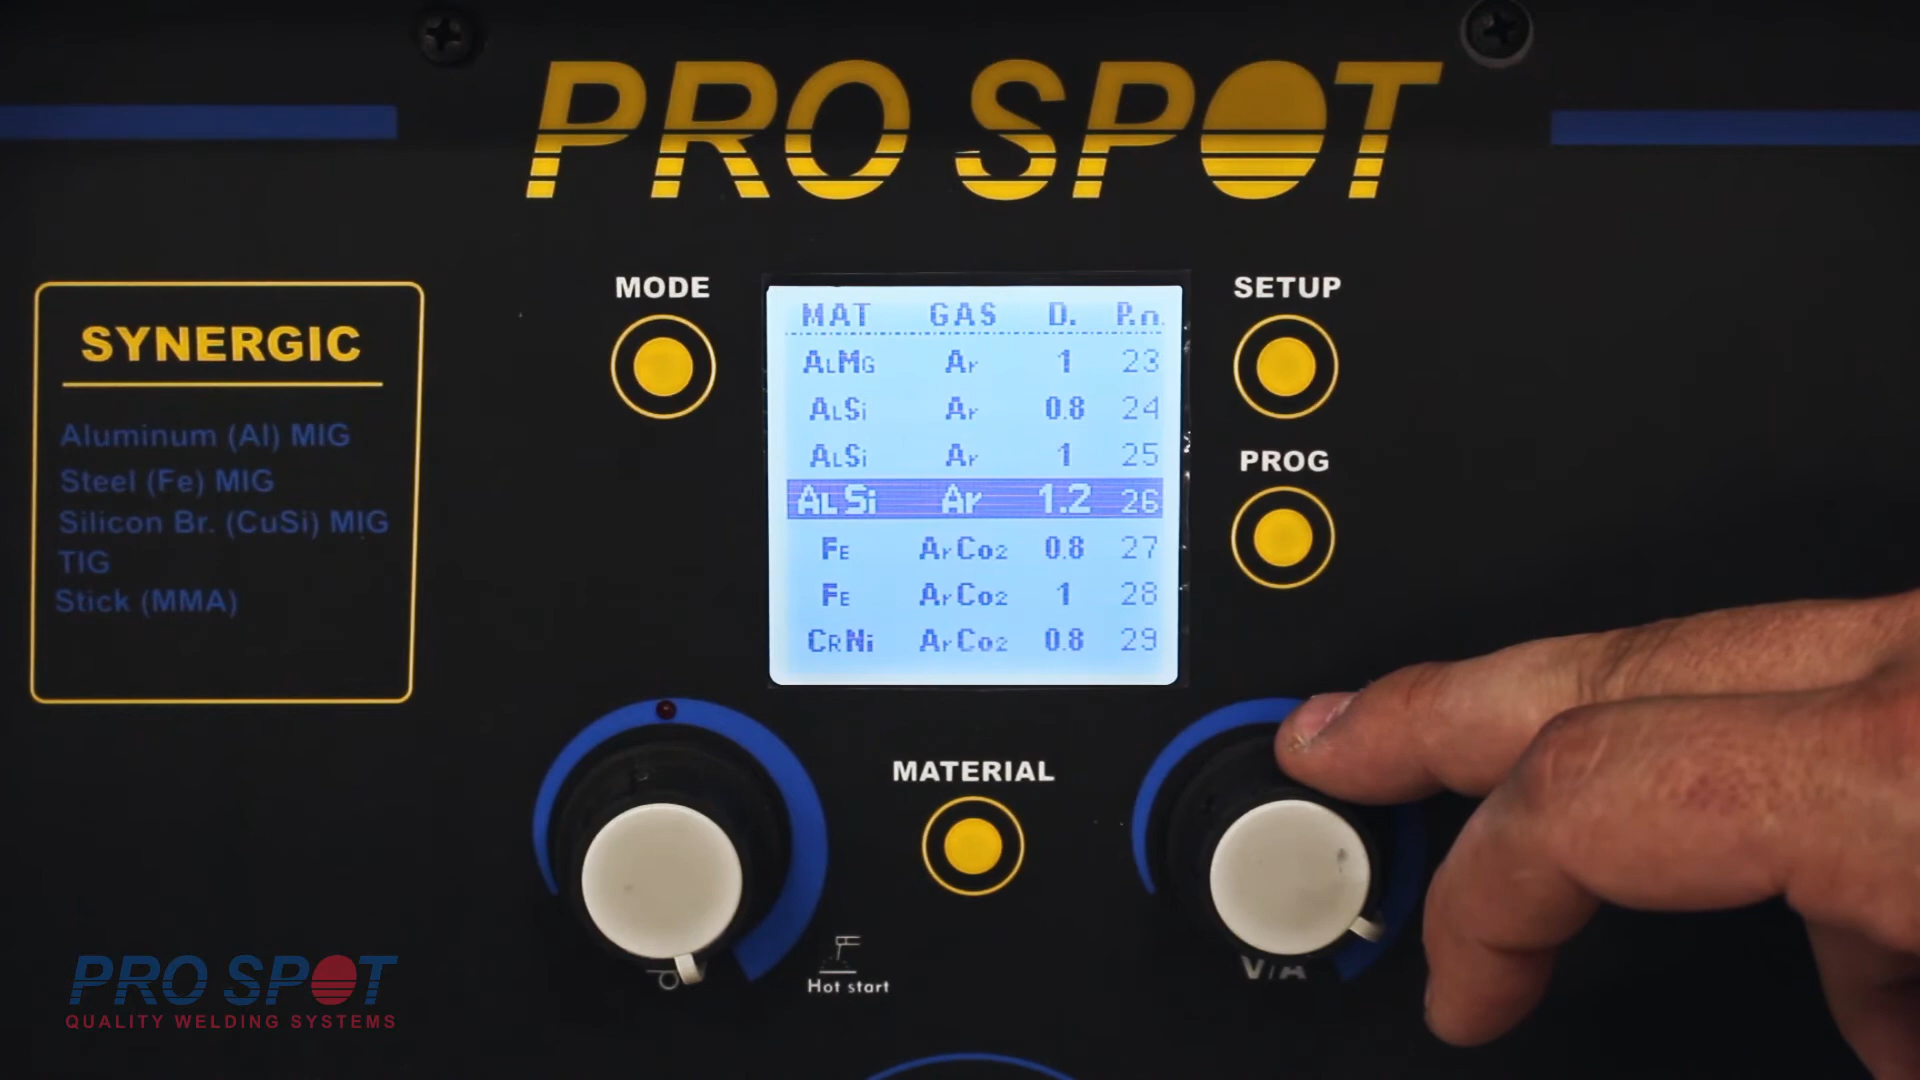 PRO SPOT
MODE
SETUP
SYNERGIC
Aluminum (Al) MIG
Steel (Fe) MIG
Silicon Br. (CuSi) MIG
TIG
Stick (MMA)
MAT GAS D. P.n.
ALMG Ar 1 23
ALSi Ar 0.8 24
ALSi Ar 1 25
ALSi Ar 1.2 26
FE ArCo2 0.8 27
FE ArCo2 1 28
CRNi ArCo2 0.8 29
PROG
MATERIAL
Hot start
V/A
PRO SPOT
QUALITY WELDING SYSTEMS